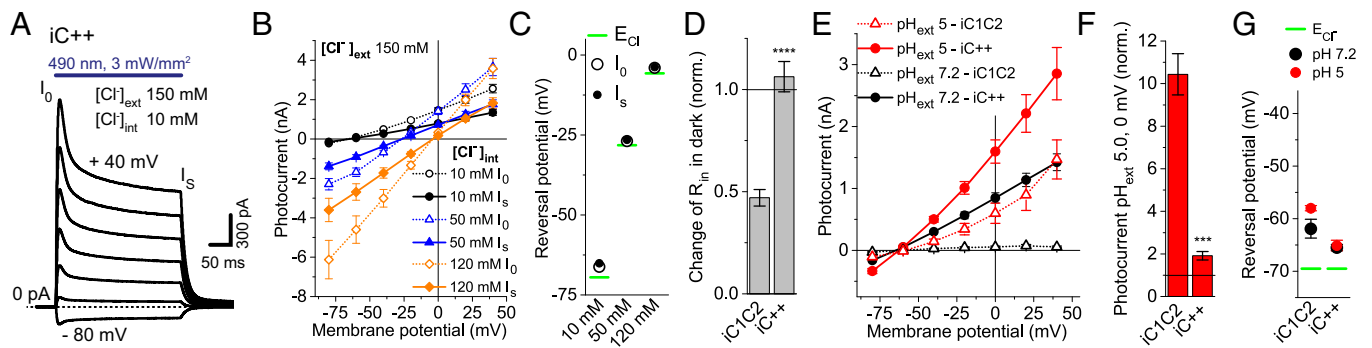 A
iC++
490 nm, 3 mW/mm²
I₀
[Cl⁻]ext 150 mM
[Cl⁻]int 10 mM
+ 40 mV
Iₛ
300 pA
50 ms
0 pA
- 80 mV
B
[Cl⁻]ext 150 mM
Photocurrent (nA)
6
4
2
0
-2
-4
-6
-8
[Cl⁻]int
10 mM I₀
10 mM Iₛ
50 mM I₀
50 mM Iₛ
120 mM I₀
120 mM Iₛ
-75 -50 -25 0 25 50
Membrane potential (mV)
C
E_Cl
I₀
Iₛ
Reversal potential (mV)
0
-25
-50
-75
10 mM
50 mM
120 mM
D
Change of Rin in dark (norm.)
1.0
0.5
0.0
****
iC1C2
iC++
E
pHext 5 - iC1C2
pHext 5 - iC++
pHext 7.2 - iC1C2
pHext 7.2 - iC++
Photocurrent (nA)
3
2
1
0
-75 -50 -25 0 25 50
Membrane potential (mV)
F
Photocurrent pHext 5.0, 0 mV (norm.)
12
10
8
6
4
2
0
***
iC1C2
iC++
G
E_Cl⁻
pH 7.2
pH 5
Reversal potential (mV)
-40
-50
-60
-70
iC1C2
iC++